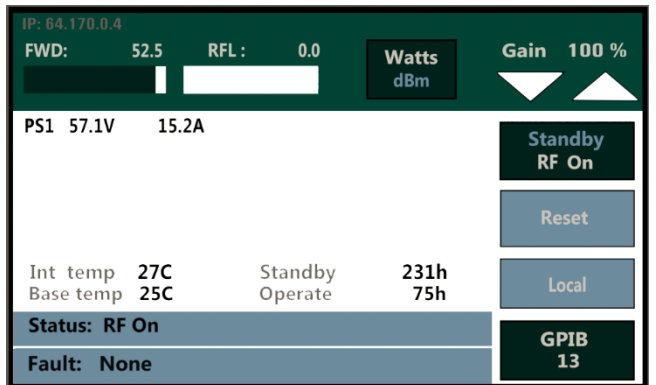 IP: 64.170.0.4
FWD: 52.5 RFL: 0.0
Watts
dBm
Gain 100 %
PS1 57.1V 15.2A
Standby
RF On
Reset
Int temp 27C Standby 231h
Base temp 25C Operate 75h
Local
Status: RF On
Fault: None
GPIB
13